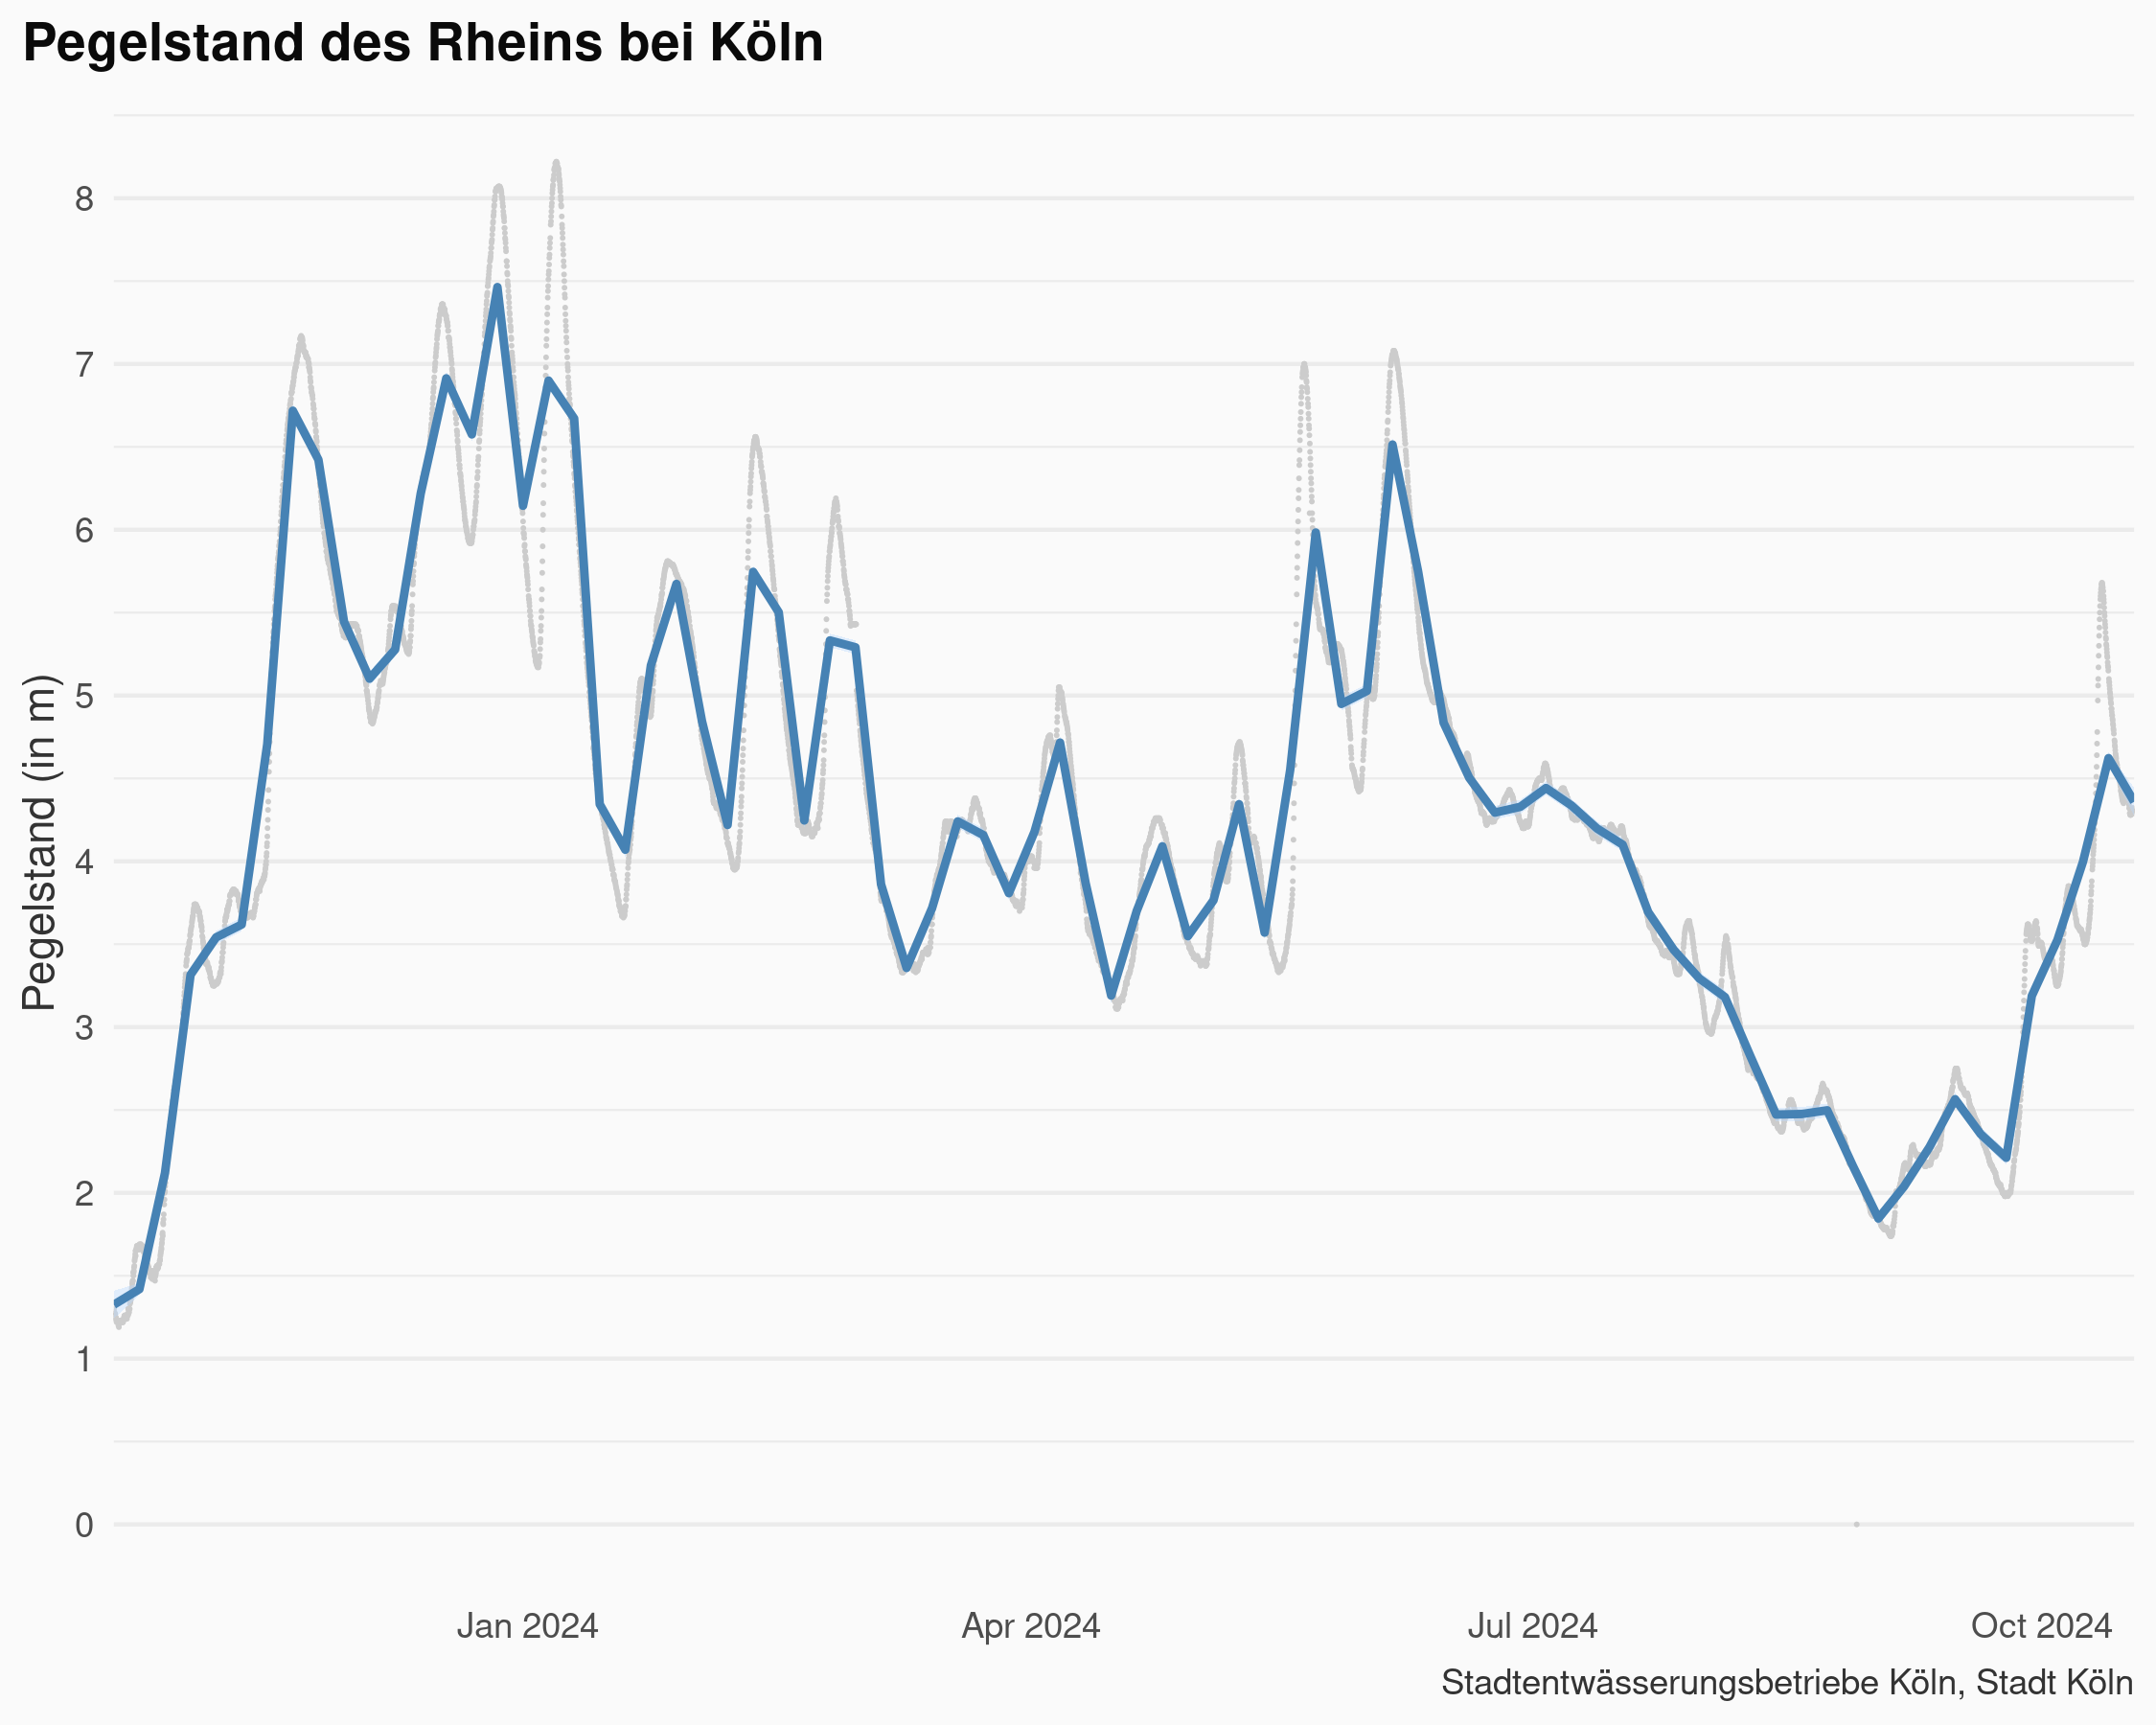 Pegelstand des Rheins bei Köln
Pegelstand (in m)
8
7
6
5
4
3
2
1
0
Jan 2024
Apr 2024
Jul 2024
Oct 2024
Stadtentwässerungsbetriebe Köln, Stadt Köln